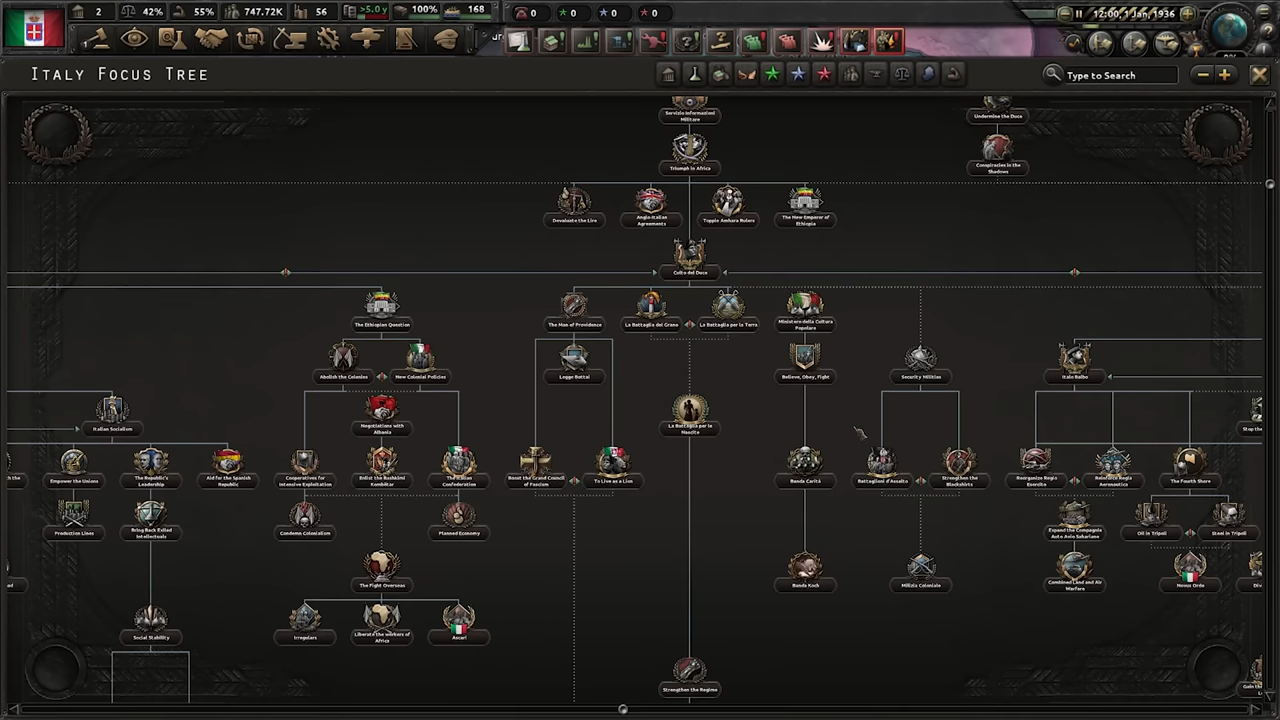 2
42%
55%
747.72K
56
>5.0 y
100%
168
0
0
0
0
12:00, 1 Jan, 1936
Italy Focus Tree
Type to Search
Servizio Informazioni
Militare
Undermine the Duce
Triumph in Africa
Conspiracies in the
Shadows
Devaluate the Lira
Anglo-Italian
Agreements
Topple Amhara Rulers
The New Emperor of
Ethiopia
Culto del Duce
The Ethiopian Question
The Man of Providence
La Battaglia del Grano
La Battaglia per la Terra
Ministero della Cultura
Popolare
Abolish the Colonies
New Colonial Policies
Legge Bottai
Believe, Obey, Fight
Security Militias
Italo Balbo
Italian Socialism
Negotiations with
Albania
La Battaglia per le
Nascite
Stop the
Empower the Unions
The Republic's
Leadership
Aid for the Spanish
Republic
Cooperatives for
Intensive Exploitation
Enlist the Bashkimi
Kombëtar
The Italian
Confederation
Boost the Grand Council
of Fascism
To Live as a Lion
Banda Carità
Battaglioni d'Assalto
Strengthen the
Blackshirts
Reorganize Regio
Esercito
Reinforce Regia
Aeronautica
The Fourth Shore
Production Lines
Bring Back Exiled
Intellectuals
Condemn Colonialism
Planned Economy
Expand the Compagnie
Auto Avio Sahariane
Oil in Tripoli
Steel in Tripoli
The Fight Overseas
Banda Koch
Milizia Coloniale
Combined Land and Air
Warfare
Novus Ordo
Social Stability
Irregulars
Liberate the workers of
Africa
Ascari
Strengthen the Regime